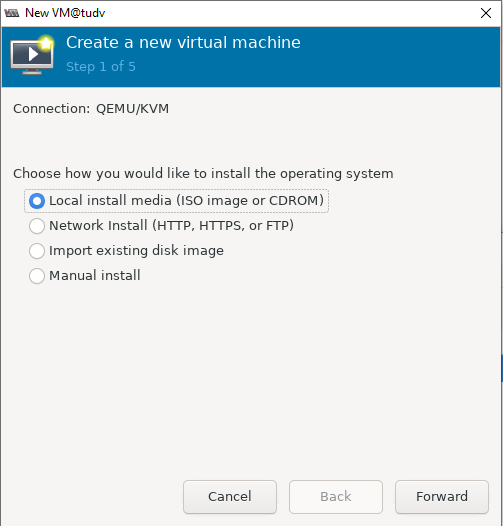 New VM@tudv
Create a new virtual machine
Step 1 of 5
Connection: QEMU/KVM
Choose how you would like to install the operating system
Local install media (ISO image or CDROM)
Network Install (HTTP, HTTPS, or FTP)
Import existing disk image
Manual install
Cancel Back Forward